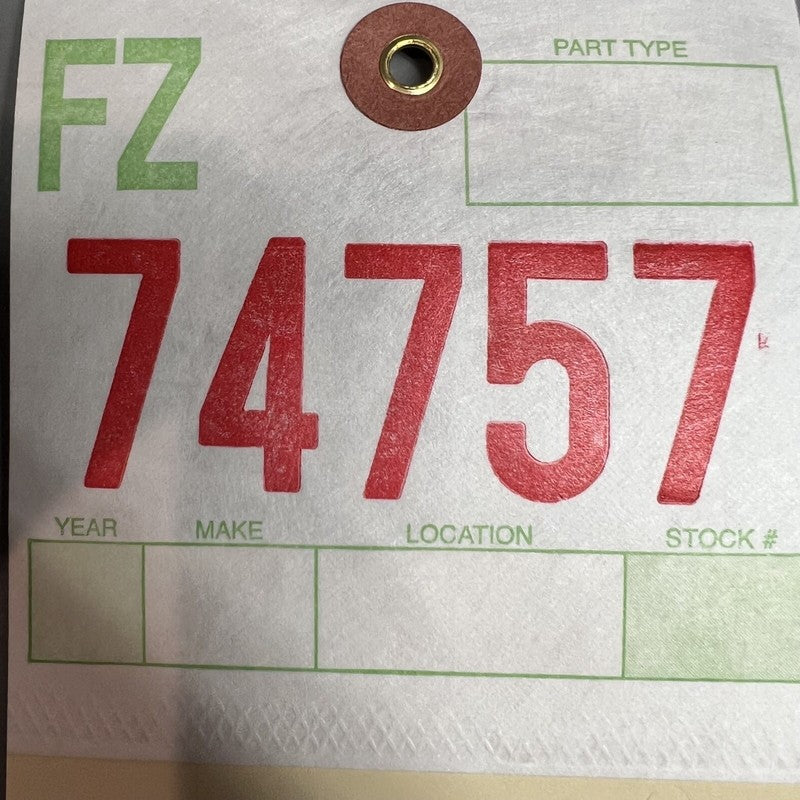 FZ
PART TYPE
74757
YEAR MAKE LOCATION STOCK #